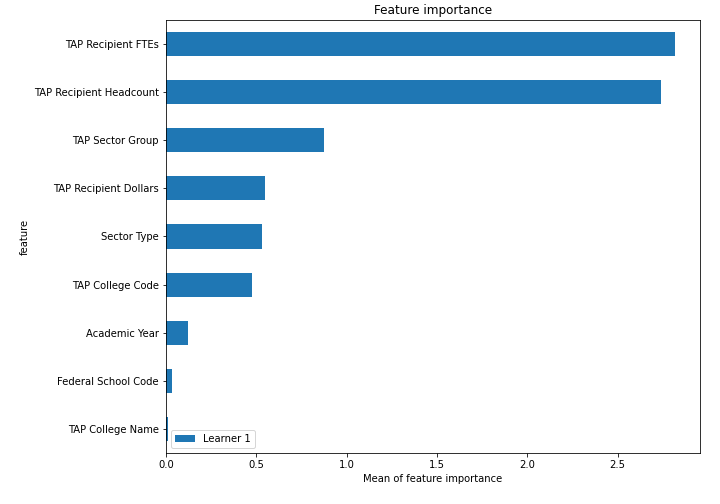 Feature importance
TAP Recipient FTEs
TAP Recipient Headcount
TAP Sector Group
TAP Recipient Dollars
Sector Type
TAP College Code
Academic Year
Federal School Code
TAP College Name
feature
Learner 1
0.0 0.5 1.0 1.5 2.0 2.5
Mean of feature importance